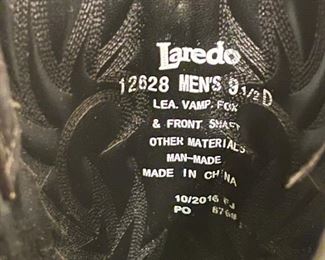 Laredo
12628 MEN'S 9 1/2 D
LEA. VAMP, FOX
& FRONT SHAFT
OTHER MATERIALS
MAN-MADE
MADE IN CHINA
10/2016
PO